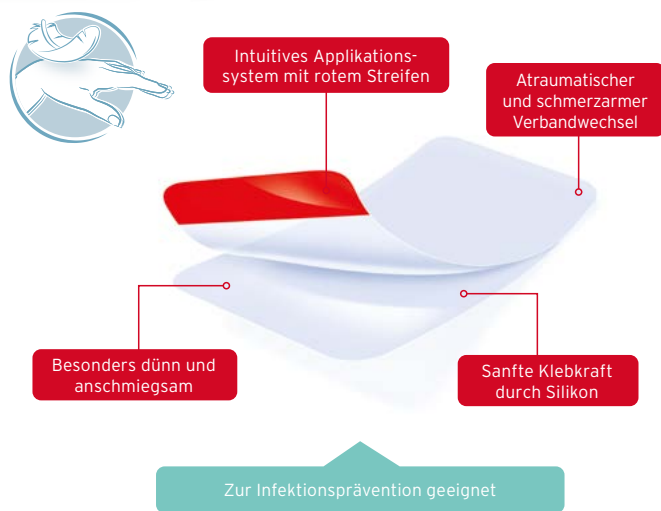 Intuitives Applikations-
system mit rotem Streifen
Atraumatischer
und schmerzarmer
Verbandwechsel
Besonders dünn und
anschmiegsam
Sanfte Klebkraft
durch Silikon
Zur Infektionsprävention geeignet